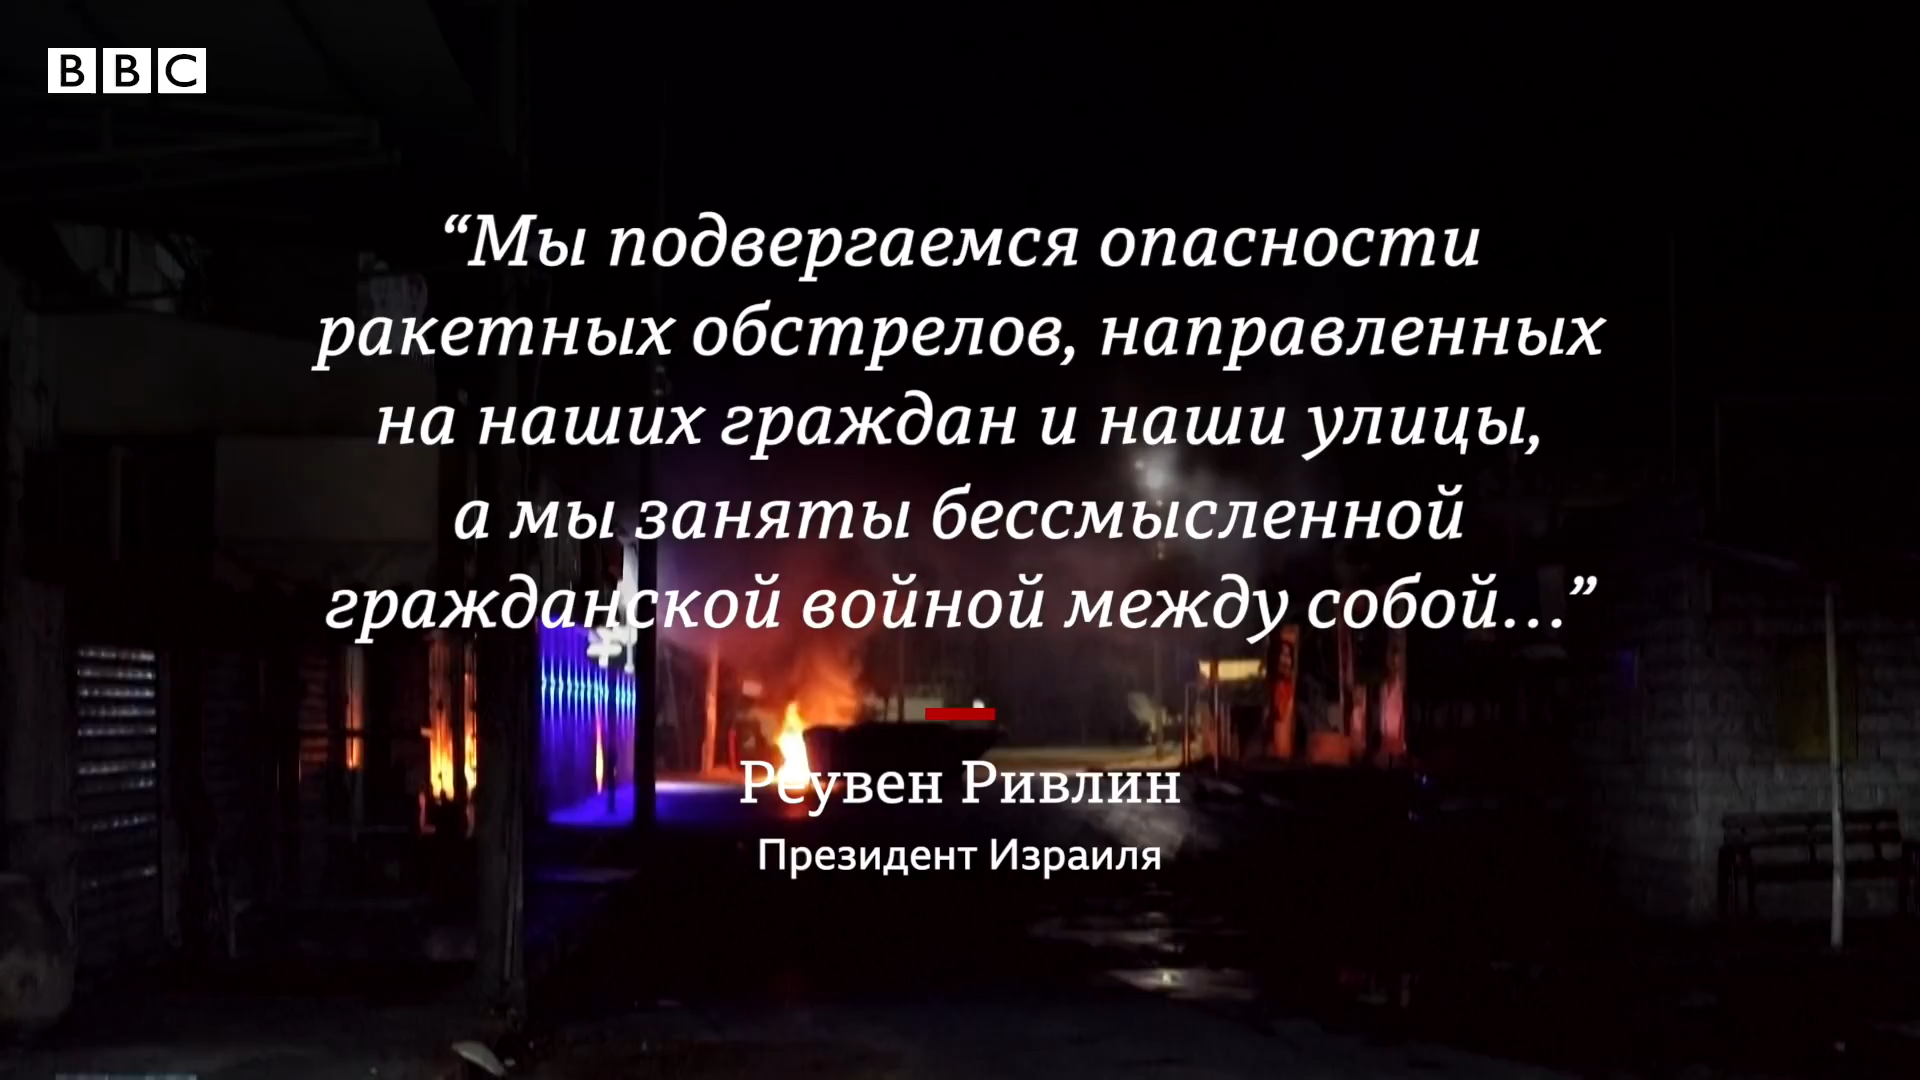 BBC
“Мы подвергаемся опасности
ракетных обстрелов, направленных
на наших граждан и наши улицы,
а мы заняты бессмысленной
гражданской войной между собой…”
Реувен Ривлин
Президент Израиля